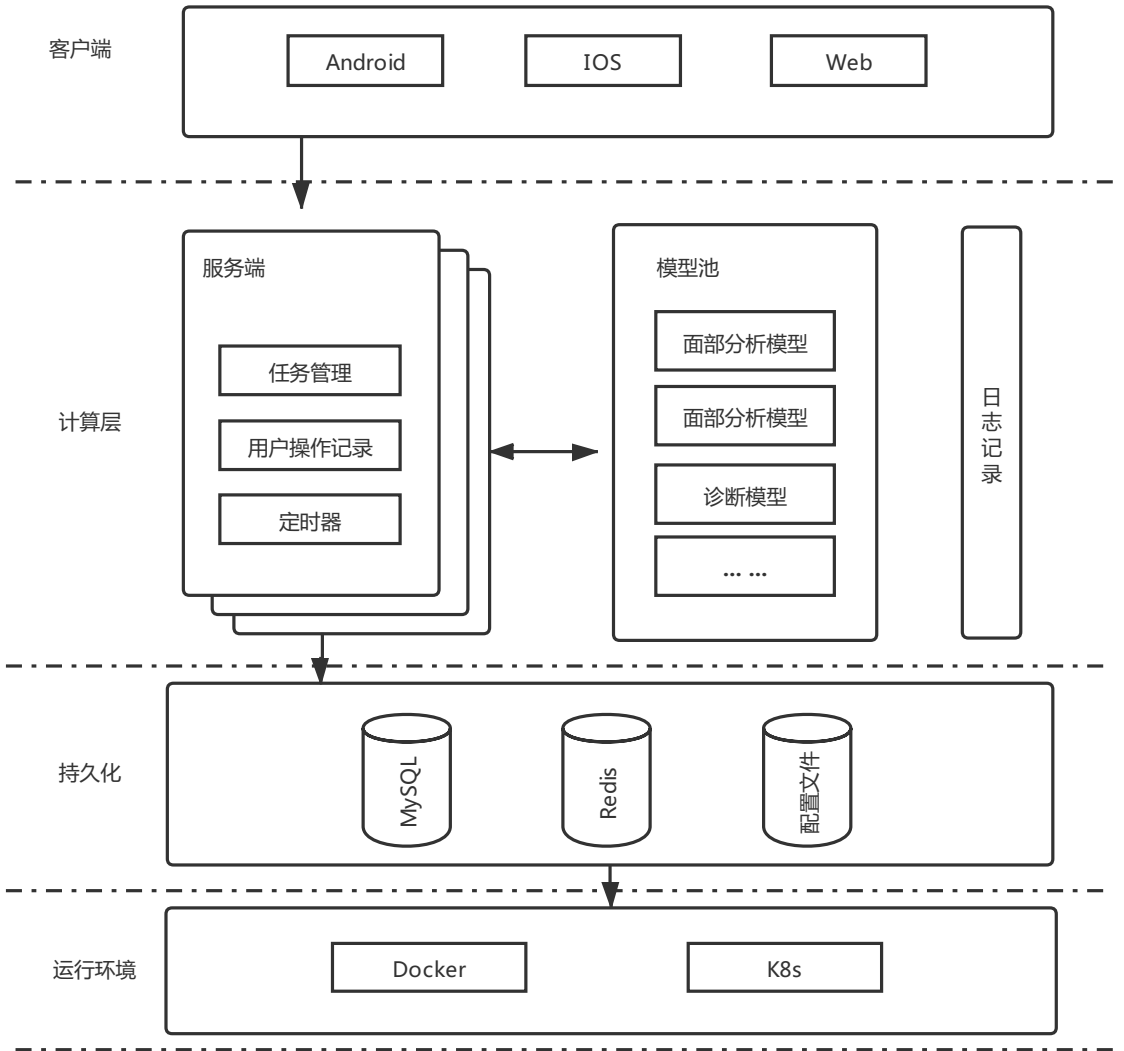 客户端
Android
IOS
Web
服务端
模型池
任务管理
用户操作记录
定时器
计算层
面部分析模型
面部分析模型
诊断模型
... ...
日志记录
持久化
MySQL
Redis
配置文件
运行环境
Docker
K8s